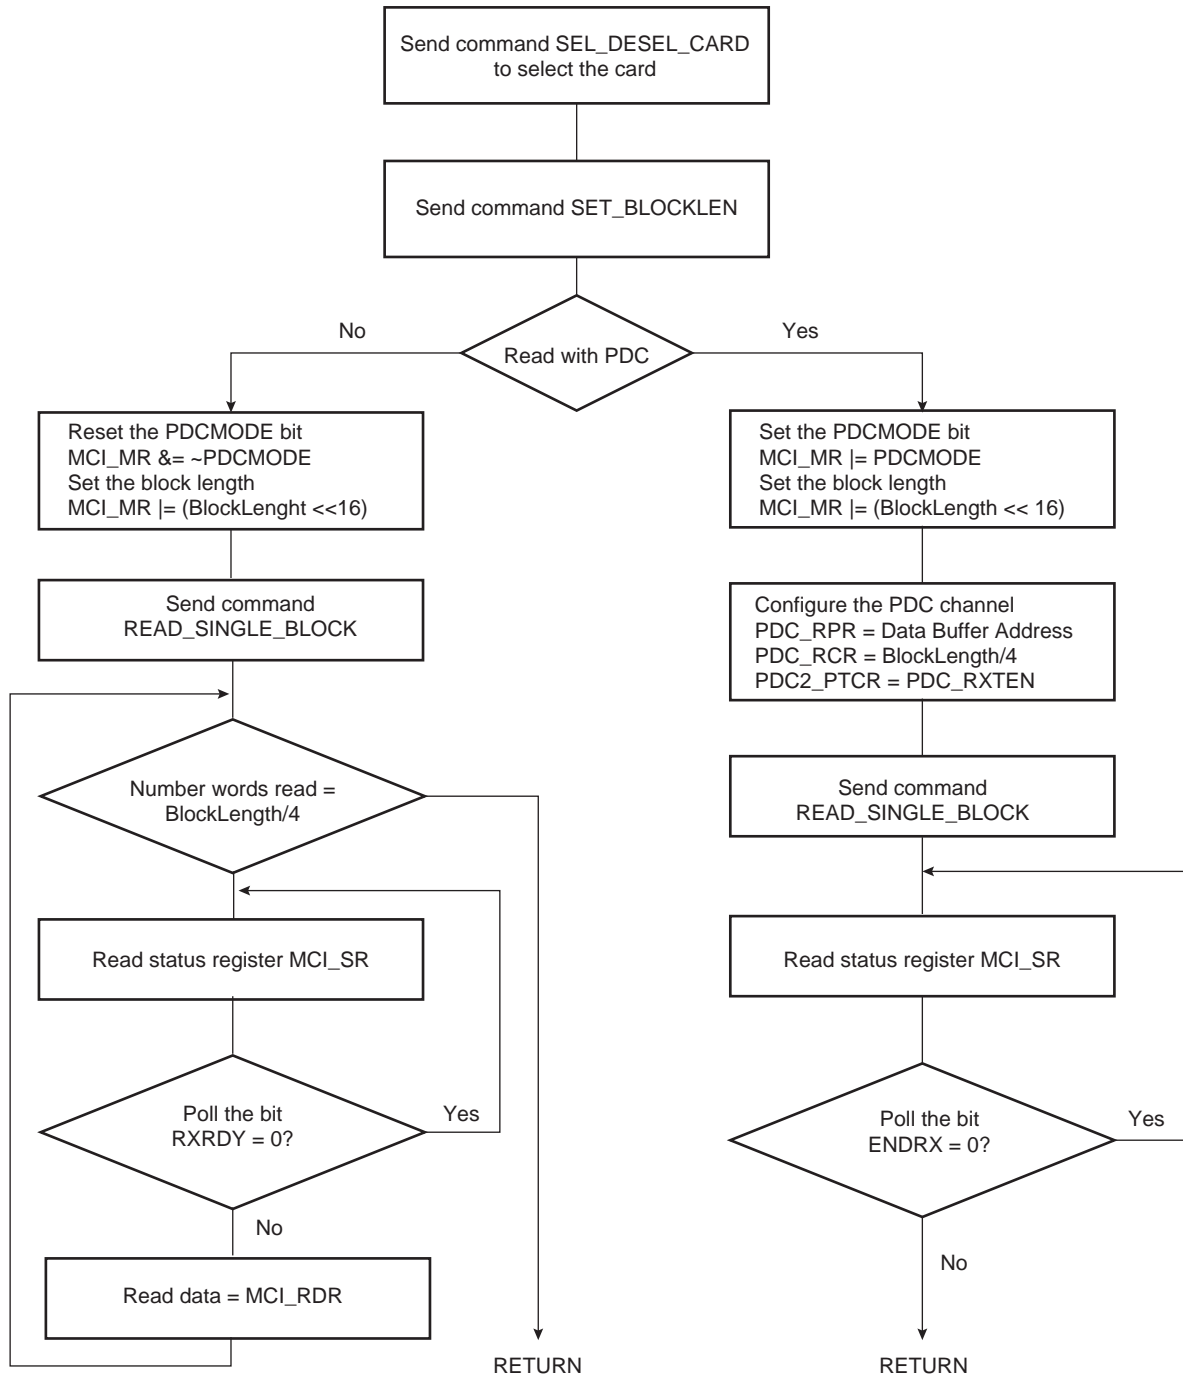 Send command SEL_DESEL_CARD
to select the card
Send command SET_BLOCKLEN
No
Yes
Read with PDC
Reset the PDCMODE bit
MCI_MR &= ~PDCMODE
Set the block length
MCI_MR |= (BlockLenght <<16)
Set the PDCMODE bit
MCI_MR |= PDCMODE
Set the block length
MCI_MR |= (BlockLength << 16)
Send command
READ_SINGLE_BLOCK
Configure the PDC channel
PDC_RPR = Data Buffer Address
PDC_RCR = BlockLength/4
PDC2_PTCR = PDC_RXTEN
Number words read =
BlockLength/4
Send command
READ_SINGLE_BLOCK
Read status register MCI_SR
Read status register MCI_SR
Poll the bit
RXRDY = 0?
Yes
Poll the bit
ENDRX = 0?
Yes
No
No
Read data = MCI_RDR
RETURN
RETURN